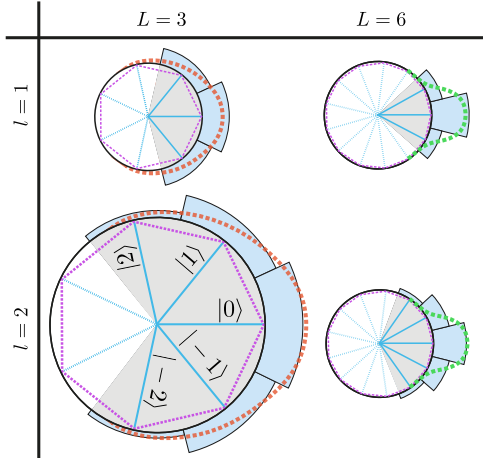 L = 3
L = 6
l = 1
l = 2
|2⟩
|1⟩
|0⟩
|−1⟩
|−2⟩